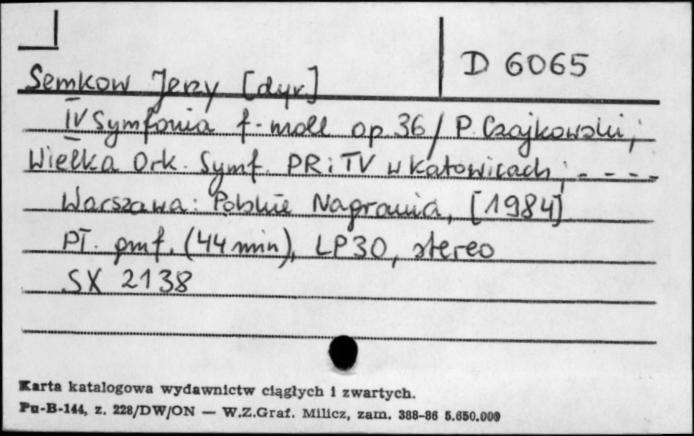 D 6065
Semkow Jerzy [dyr]
IV Symfonia f-moll op. 36 / P. Czajkowski ;
Wielka Ork. Symf. PR i TV w Katowicach ; - - - -
Warszawa : Polskie Nagrania, [1984]
Pł. gmf. (44 min), LP30, stereo
SX 2138
Karta katalogowa wydawnictw ciągłych i zwartych.
Pu-B-144, z. 228/DW/ON — W.Z.Graf. Milicz, zam. 388-86 5.650.000